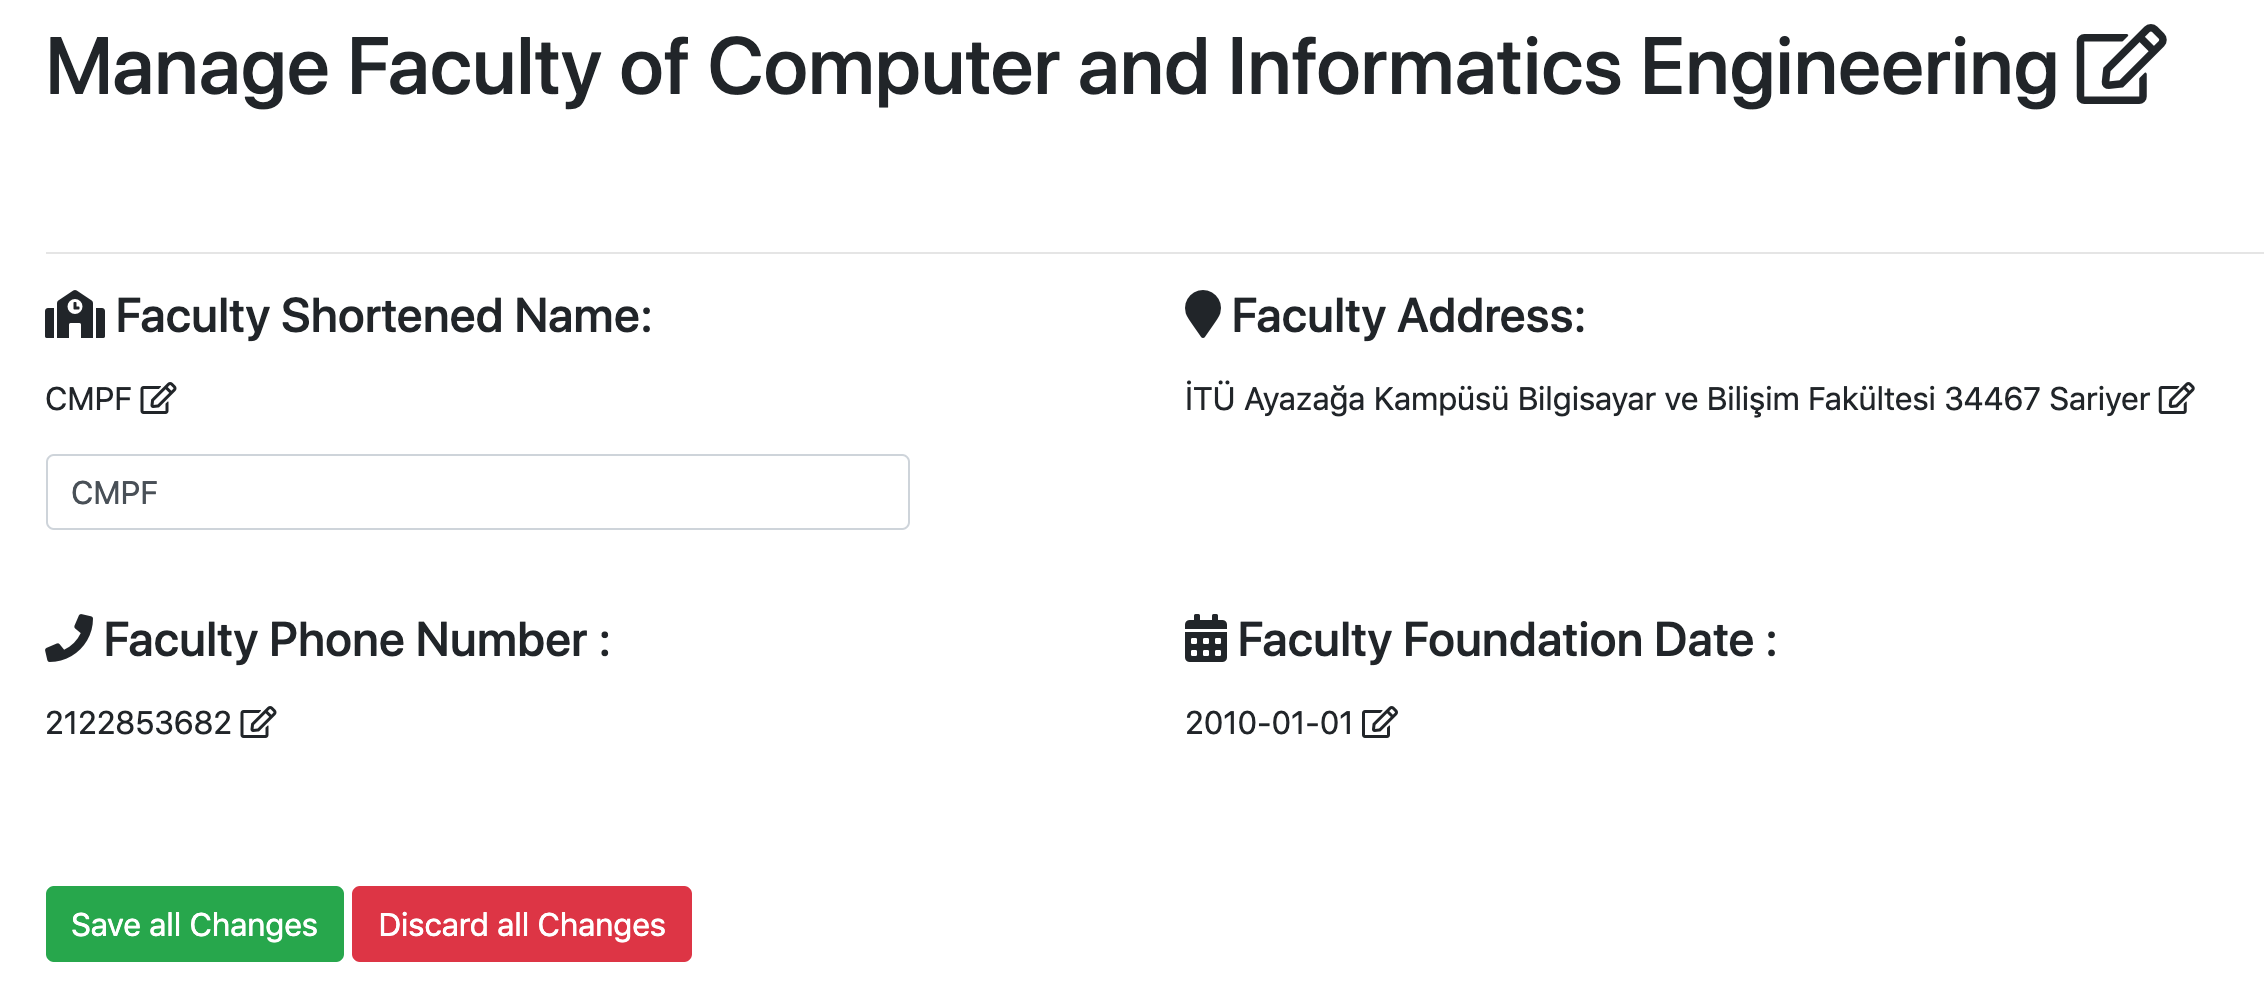 Manage Faculty of Computer and Informatics Engineering
Faculty Shortened Name:
CMPF
CMPF
Faculty Address:
İTÜ Ayazağa Kampüsü Bilgisayar ve Bilişim Fakültesi 34467 Sariyer
Faculty Phone Number :
2122853682
Faculty Foundation Date :
2010-01-01
Save all Changes
Discard all Changes